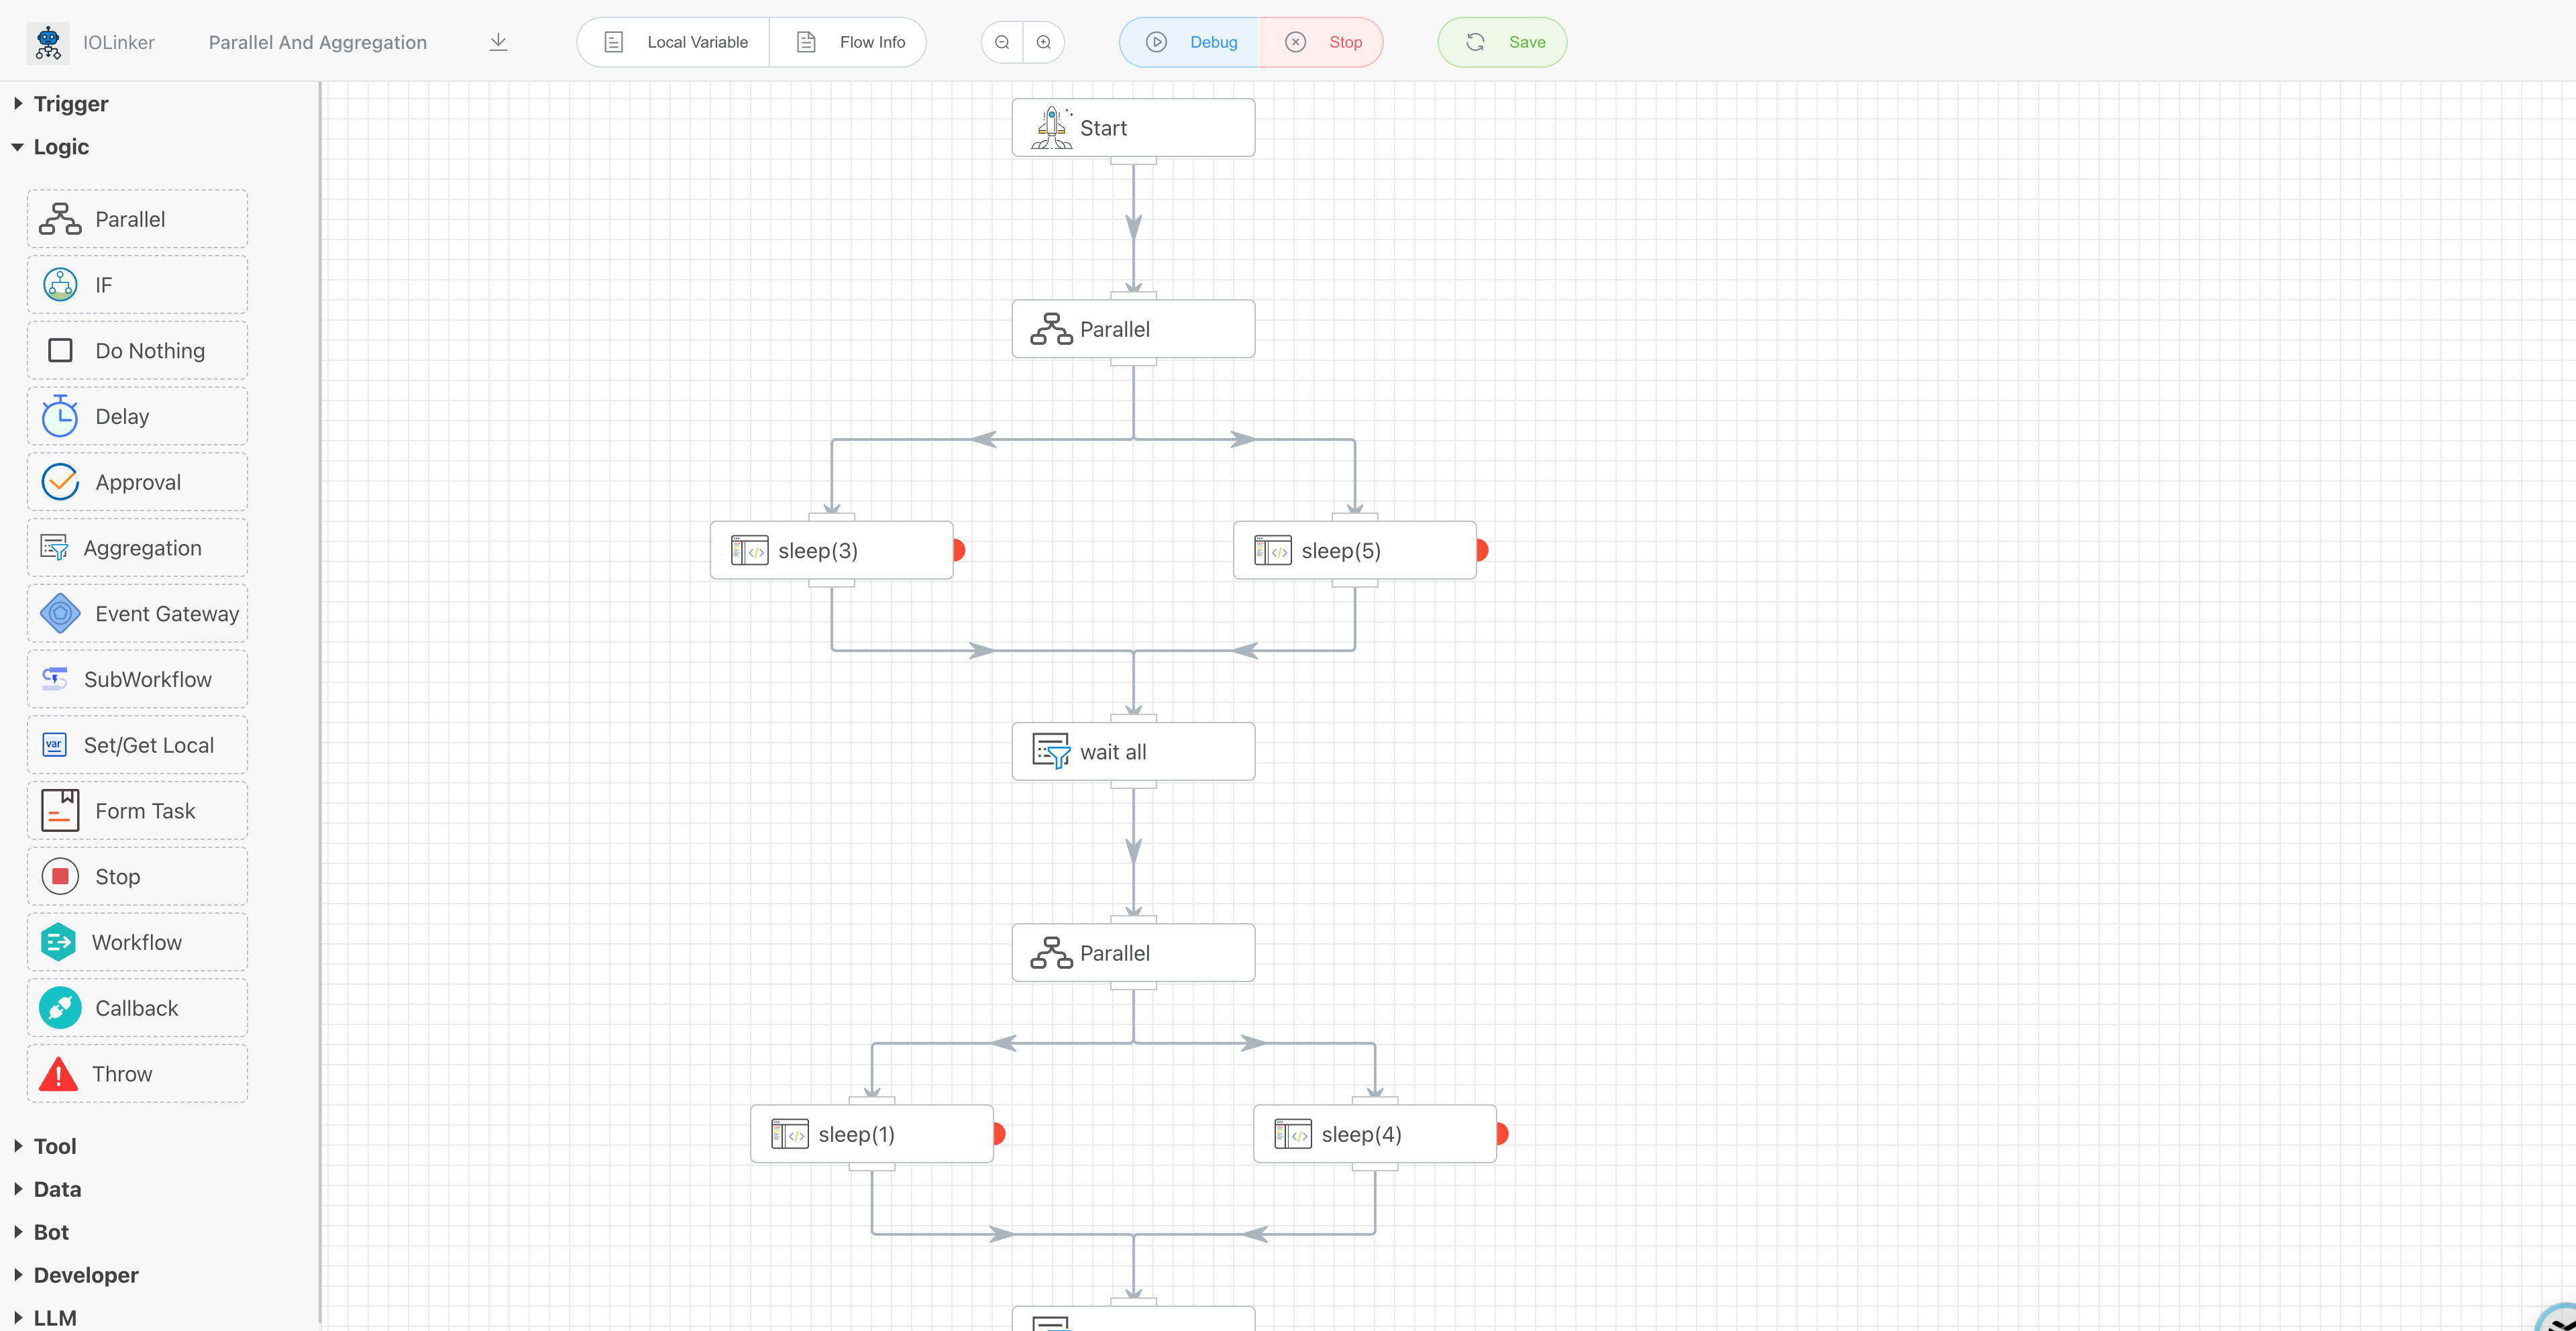 IOLinker
Parallel And Aggregation
Local Variable
Flow Info
Debug
Stop
Save
Trigger
Logic
Parallel
IF
Do Nothing
Delay
Approval
Aggregation
Event Gateway
SubWorkflow
var
Set/Get Local
Form Task
Stop
Workflow
Callback
Throw
Tool
Data
Bot
Developer
LLM
Start
Parallel
sleep(3)
sleep(5)
wait all
Parallel
sleep(1)
sleep(4)